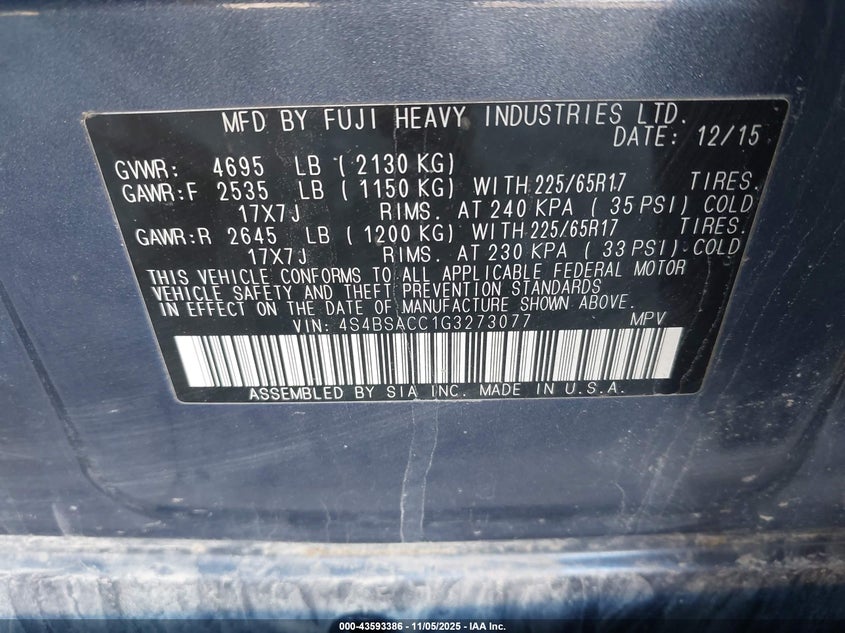 MFD BY FUJI HEAVY INDUSTRIES LTD.
DATE: 12/15
GVWR: 4695 LB (2130 KG)
GAWR:F 2535 LB (1150 KG) WITH 225/65R17 TIRES.
17X7J RIMS. AT 240 KPA (35 PSI) COLD
GAWR:R 2645 LB (1200 KG) WITH 225/65R17 TIRES.
17X7J RIMS. AT 230 KPA (33 PSI) COLD
THIS VEHICLE CONFORMS TO ALL APPLICABLE FEDERAL MOTOR
VEHICLE SAFETY AND THEFT PREVENTION STANDARDS
IN EFFECT ON THE DATE OF MANUFACTURE SHOWN ABOVE.
VIN: 4S4BSACC1G3273077 MPV
ASSEMBLED BY SIA INC. MADE IN U.S.A.
000-43593386 - 11/05/2025 - IAA Inc.